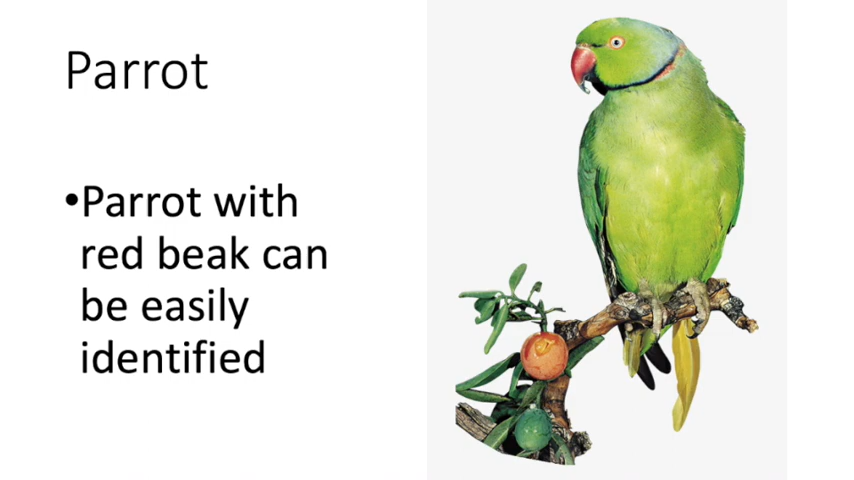 Parrot
•Parrot with
red beak can
be easily
identified